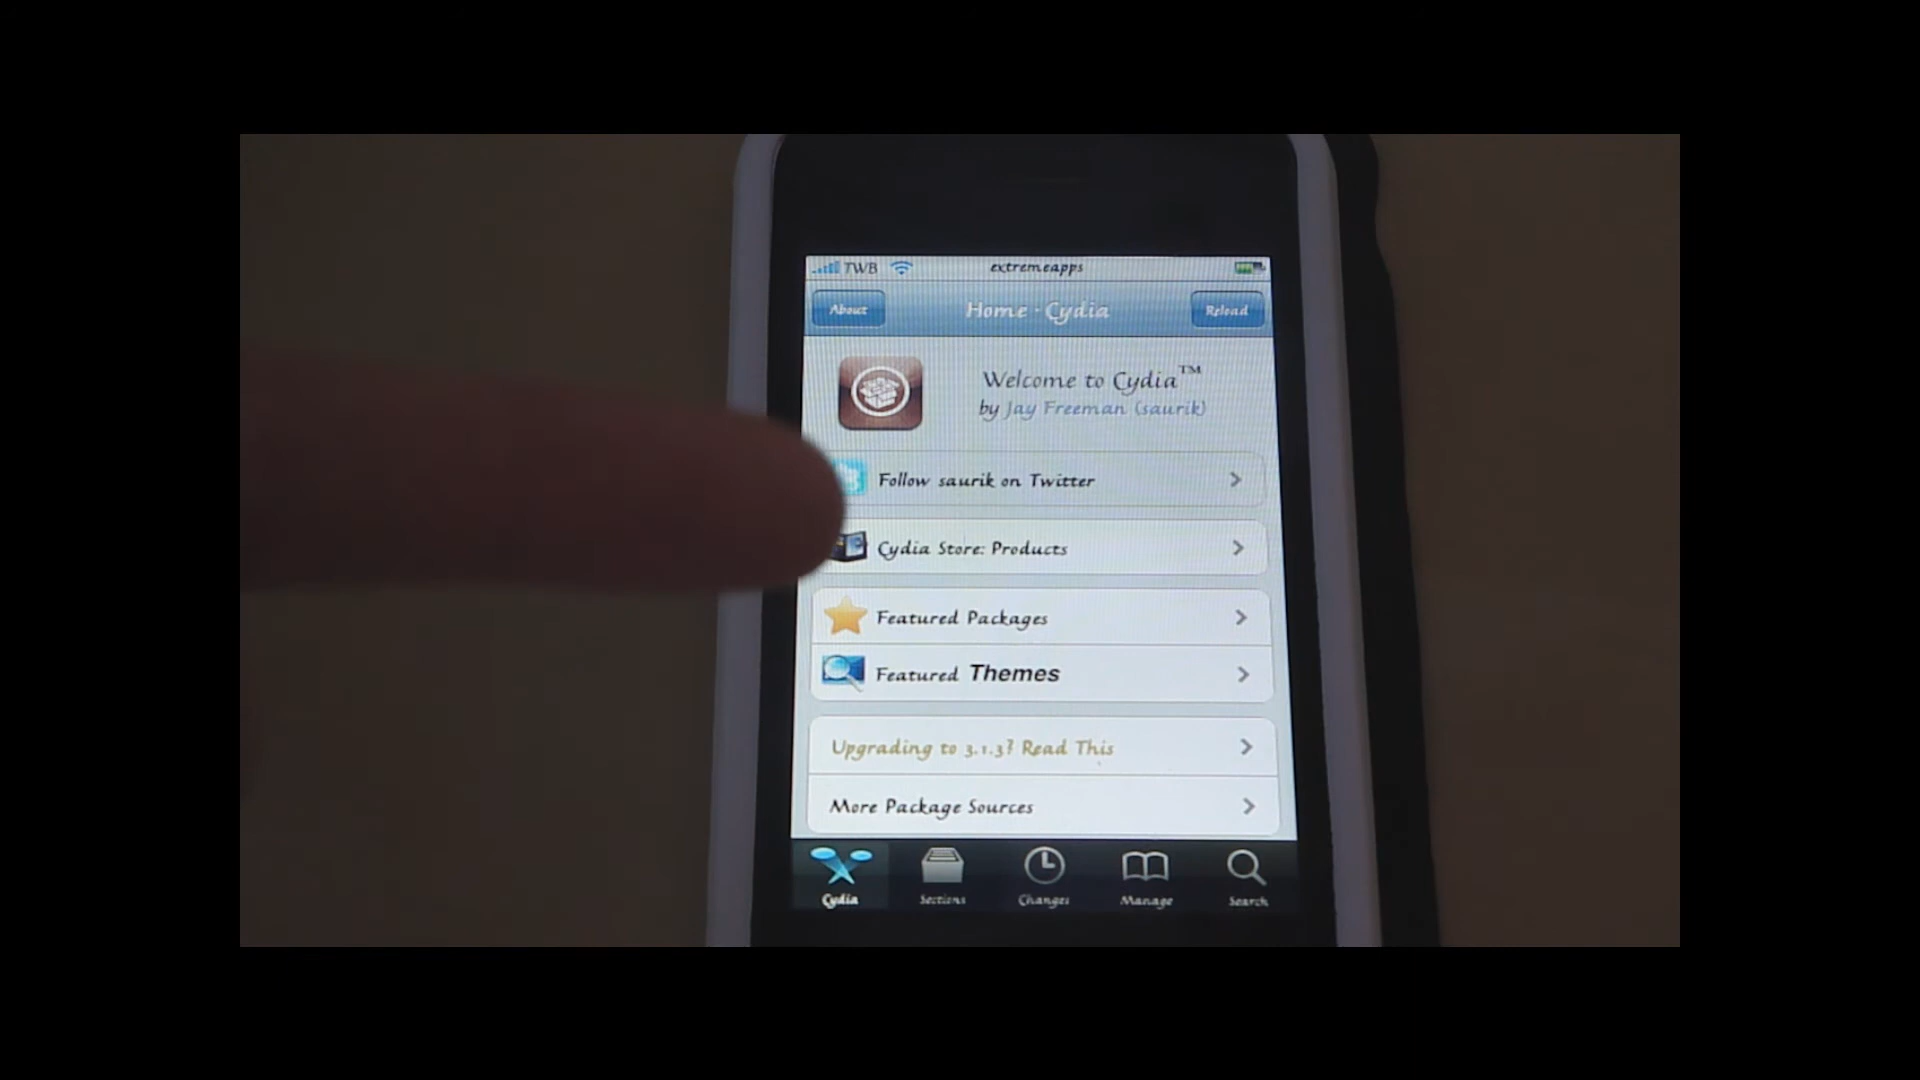 TWB extremeapps
About Home - Cydia Reload
Welcome to Cydia™
by Jay Freeman (saurik)
Follow saurik on Twitter
Cydia Store: Products
Featured Packages
Featured Themes
Upgrading to 3.1.3? Read This
More Package Sources
Cydia Sections Changes Manage Search